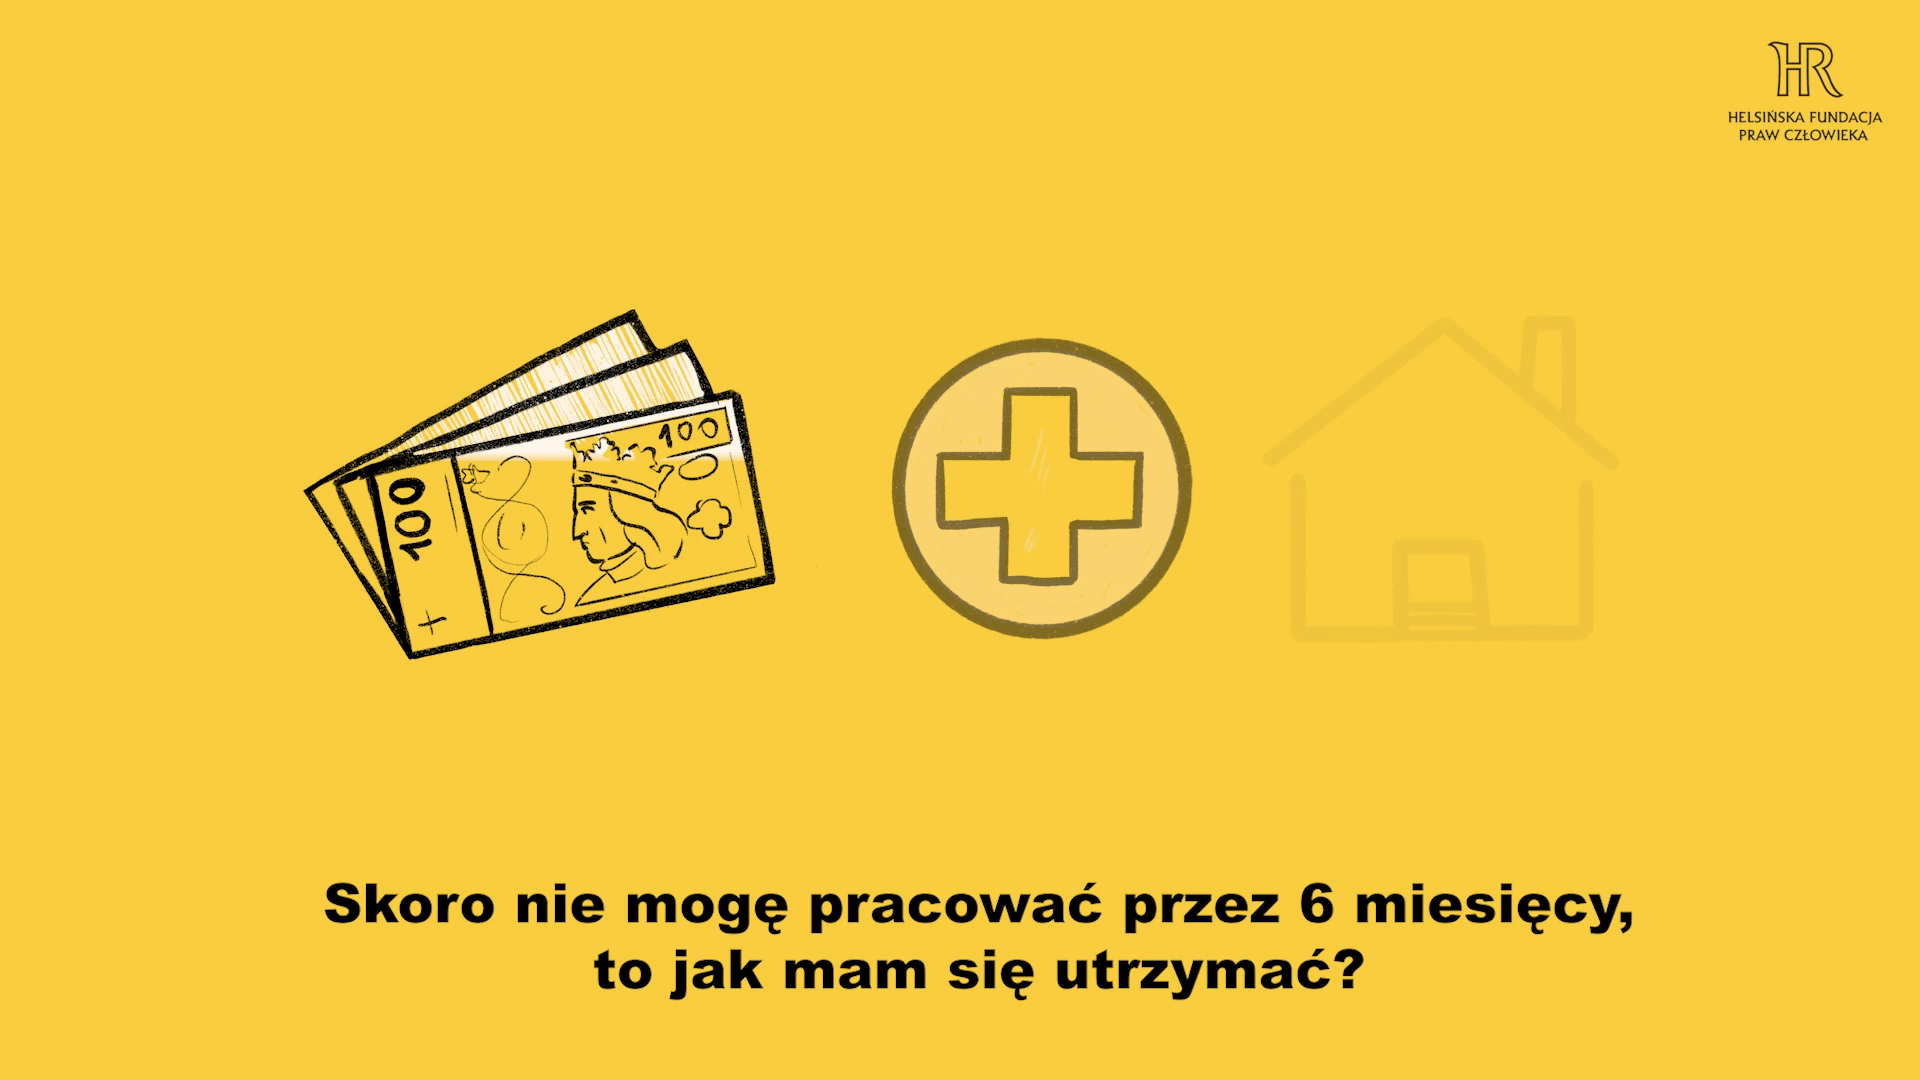 HR
HELSIŃSKA FUNDACJA
PRAW CZŁOWIEKA
100
100
Skoro nie mogę pracować przez 6 miesięcy,
to jak mam się utrzymać?